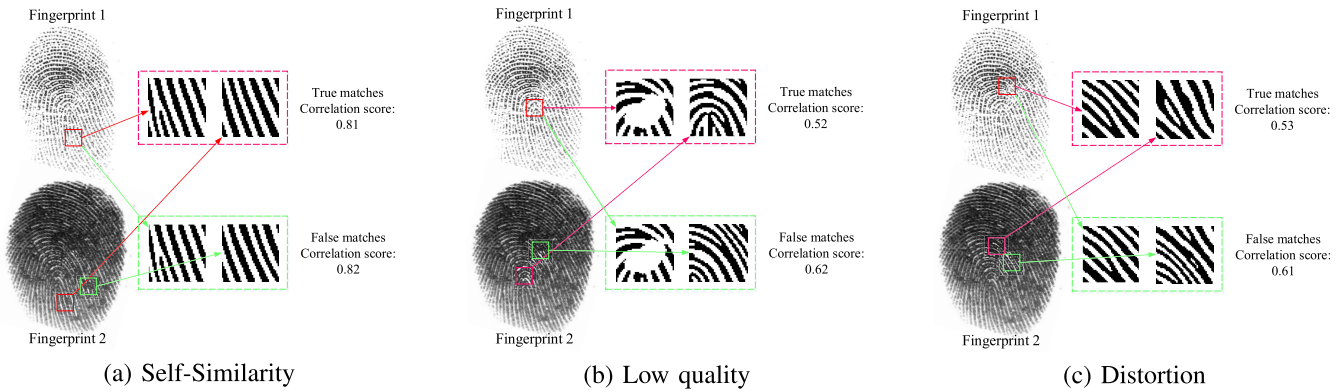 Fingerprint 1
True matches
Correlation score:
0.81
False matches
Correlation score:
0.82
Fingerprint 2
(a) Self-Similarity
Fingerprint 1
True matches
Correlation score:
0.52
False matches
Correlation score:
0.62
Fingerprint 2
(b) Low quality
Fingerprint 1
True matches
Correlation score:
0.53
False matches
Correlation score:
0.61
Fingerprint 2
(c) Distortion